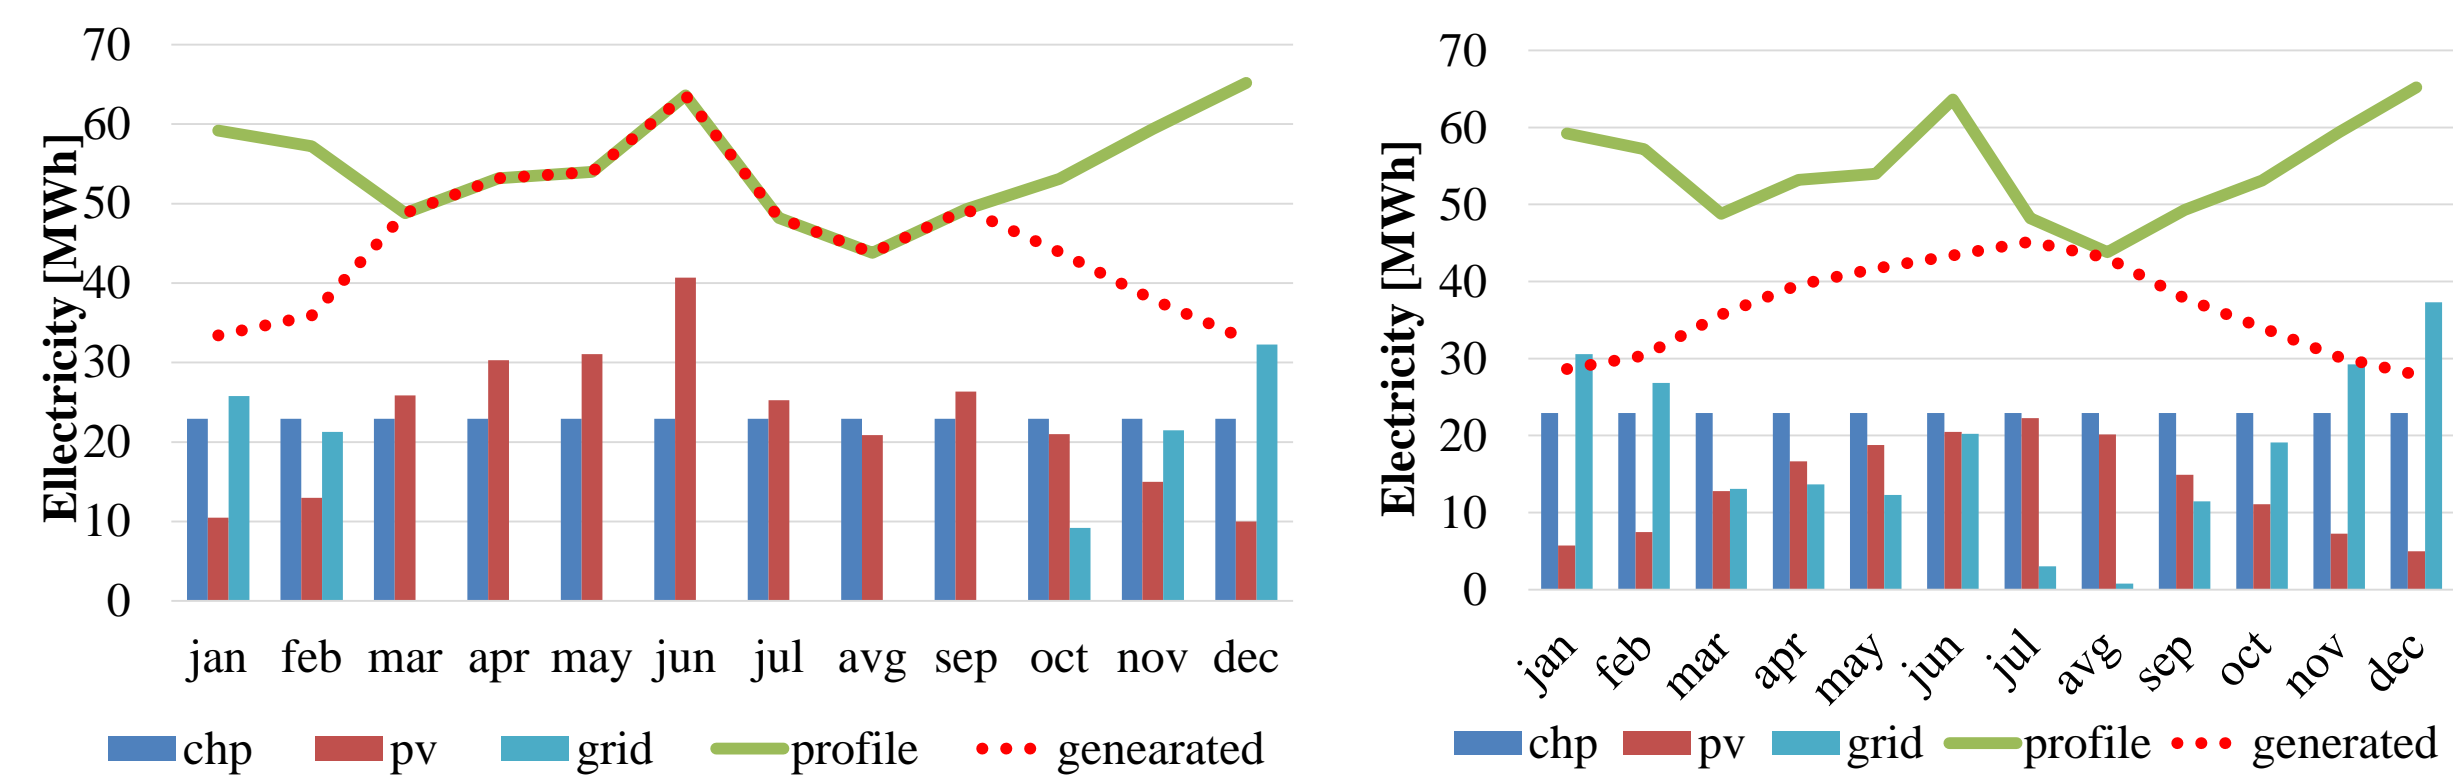 Ellectricity [MWh]
70
60
50
40
30
20
10
0
jan feb mar apr may jun jul avg sep oct nov dec
chp pv grid profile genearated
Electricity [MWh]
70
60
50
40
30
20
10
0
jan feb mar apr may jun jul avg sep oct nov dec
chp pv grid profile generated